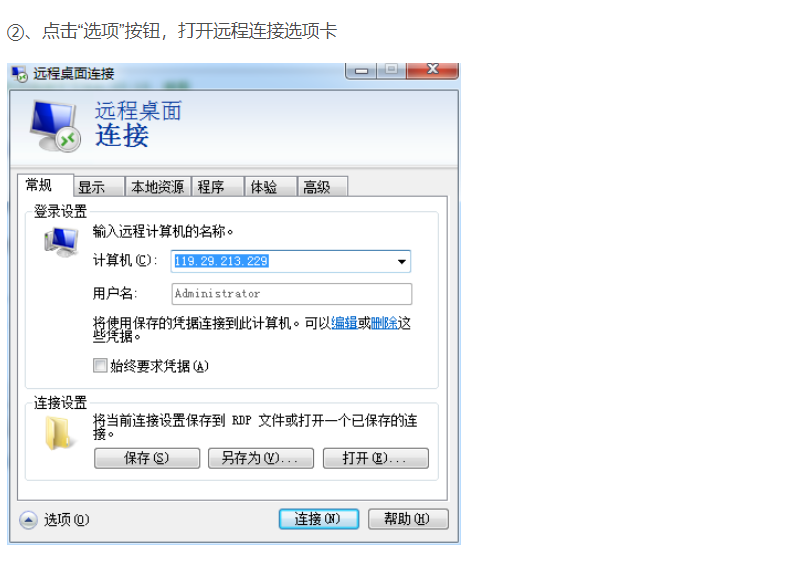 ②、点击“选项”按钮，打开远程连接选项卡
远程桌面连接
远程桌面
连接
常规 显示 本地资源 程序 体验 高级
登录设置
输入远程计算机的名称。
计算机(C): 119.29.213.229
用户名: Administrator
将使用保存的凭据连接到此计算机。可以编辑或删除这
些凭据。
始终要求凭据(A)
连接设置
将当前连接设置保存到 RDP 文件或打开一个已保存的连
接。
保存(S) 另存为(V)... 打开(E)...
选项(O) 连接(N) 帮助(H)